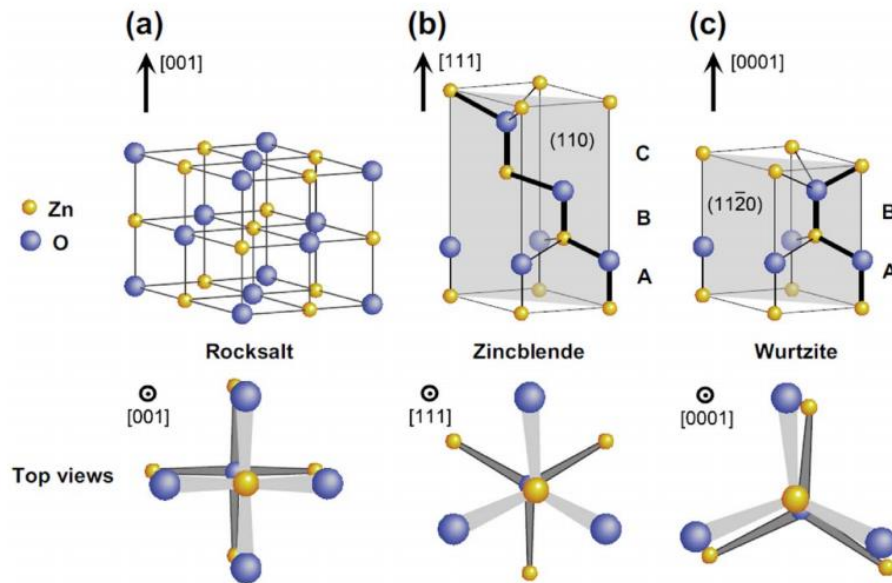 (a)
(b)
(c)
[001]
[111]
[0001]
(110)
C
Zn
O
(112̅0)
B
B
A
A
Rocksalt
Zincblende
Wurtzite
[001]
[111]
[0001]
Top views